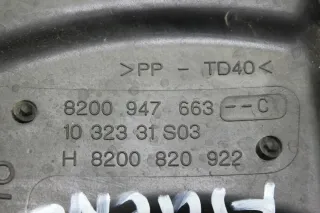 >PP - TD40<
8200 947 663 --C
10 323 31 S03
H 8200 820 922